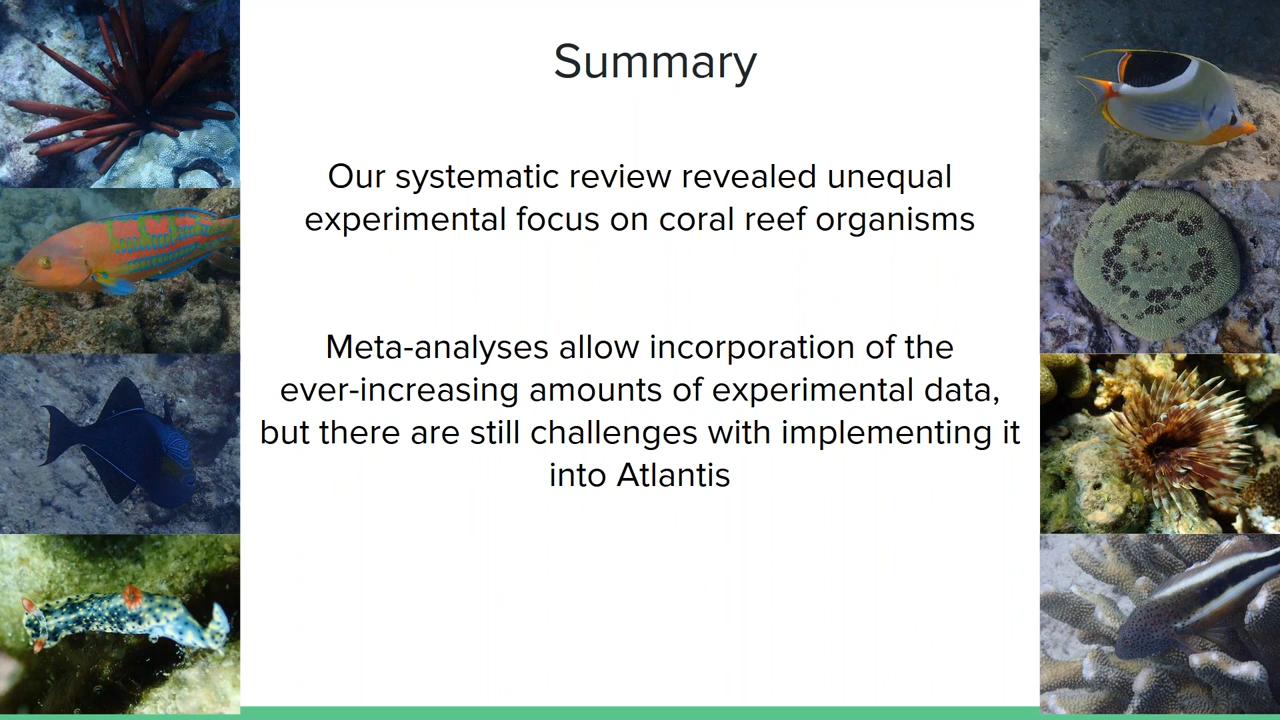 Summary
Our systematic review revealed unequal
experimental focus on coral reef organisms
Meta-analyses allow incorporation of the
ever-increasing amounts of experimental data,
but there are still challenges with implementing it
into Atlantis